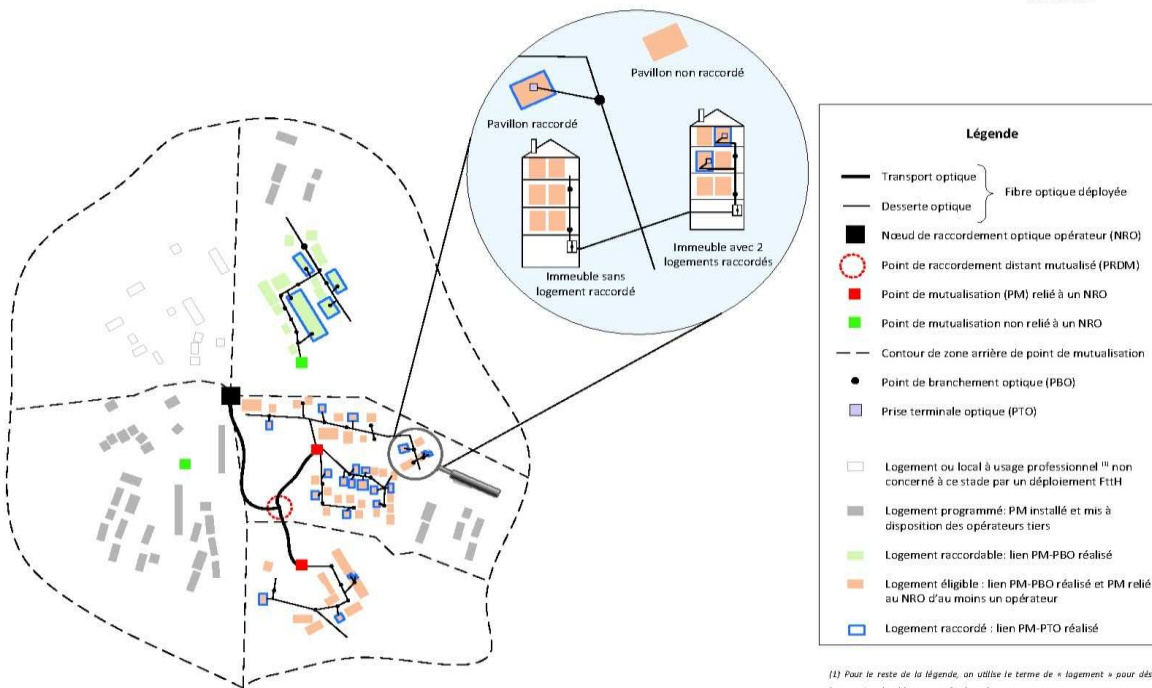 Pavillon non raccordé
Pavillon raccordé
Immeuble sans
logement raccordé
Immeuble avec 2
logements raccordés
Légende
Transport optique
Desserte optique
Fibre optique déployée
Nœud de raccordement optique opérateur (NRO)
Point de raccordement distant mutualisé (PRDM)
Point de mutualisation (PM) relié à un NRO
Point de mutualisation non relié à un NRO
Contour de zone arrière de point de mutualisation
Point de branchement optique (PBO)
Prise terminale optique (PTO)
Logement ou local à usage professionnel (1) non
concerné à ce stade par un déploiement FttH
Logement programmé: PM installé et mis à
disposition des opérateurs tiers
Logement raccordable: lien PM-PBO réalisé
Logement éligible : lien PM-PBO réalisé et PM relié
au NRO d'au moins un opérateur
Logement raccordé : lien PM-PTO réalisé
(1) Pour le reste de la légende, on utilise le terme de « logement » pour dés